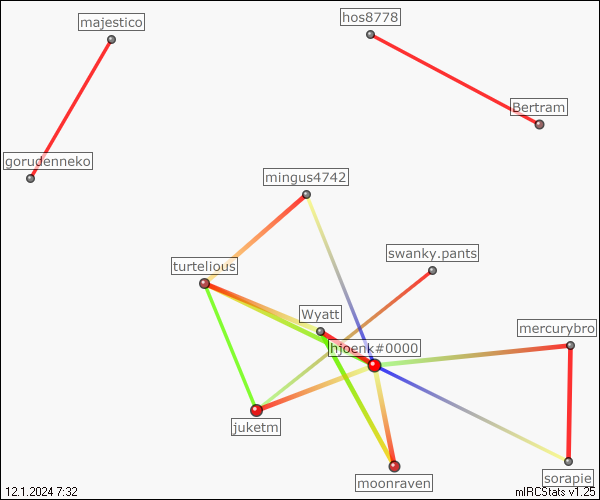 majestico
hos8778
Bertram
gorudenneko
mingus4742
swanky.pants
turtelious
Wyatt
mercurybro
hjoenk#0000
juketm
moonraven
sorapie
12.1.2024 7:32
mIRCStats v1.25